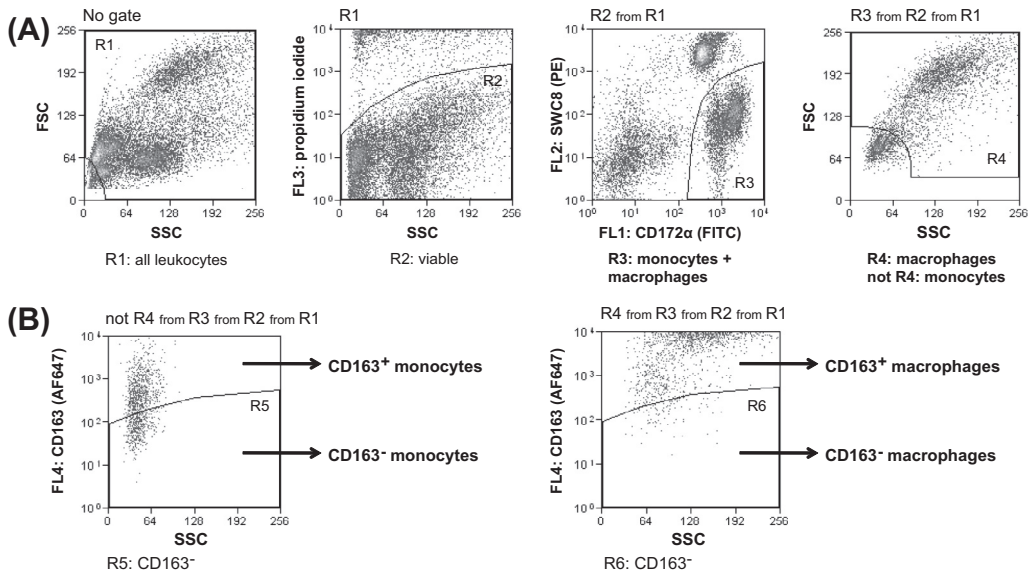 (A)
No gate
R1
FSC
256
192
128
64
0
0 64 128 192 256
SSC
R1: all leukocytes
R1
R2
FL3: propidium iodide
10⁴
10³
10²
10¹
10⁰
0 64 128 192 256
SSC
R2: viable
R2 from R1
R3
FL2: SWC8 (PE)
10⁴
10³
10²
10¹
10⁰
10⁰ 10¹ 10² 10³ 10⁴
FL1: CD172α (FITC)
R3: monocytes +
macrophages
R3 from R2 from R1
R4
FSC
256
192
128
64
0
0 64 128 192 256
SSC
R4: macrophages
not R4: monocytes
(B)
not R4 from R3 from R2 from R1
FL4: CD163 (AF647)
10⁴
10³
10²
10¹
10⁰
R5
CD163⁺ monocytes
CD163⁻ monocytes
0 64 128 192 256
SSC
R5: CD163⁻
R4 from R3 from R2 from R1
FL4: CD163 (AF647)
10⁴
10³
10²
10¹
10⁰
R6
CD163⁺ macrophages
CD163⁻ macrophages
0 64 128 192 256
SSC
R6: CD163⁻